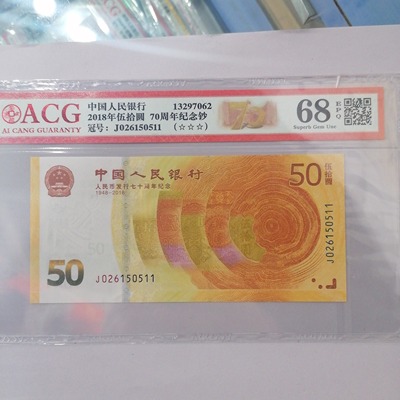 ACG
AI CANG GUARANTY
中国人民银行 13297062
2018年伍拾圆 70周年纪念钞
冠号: J026150511 (☆☆☆)
70
68 EPQ
Superb Gem Unc
中国人民银行
人民币发行七十周年纪念
1948-2018
50 伍拾圆
J026150511
50
J026150511